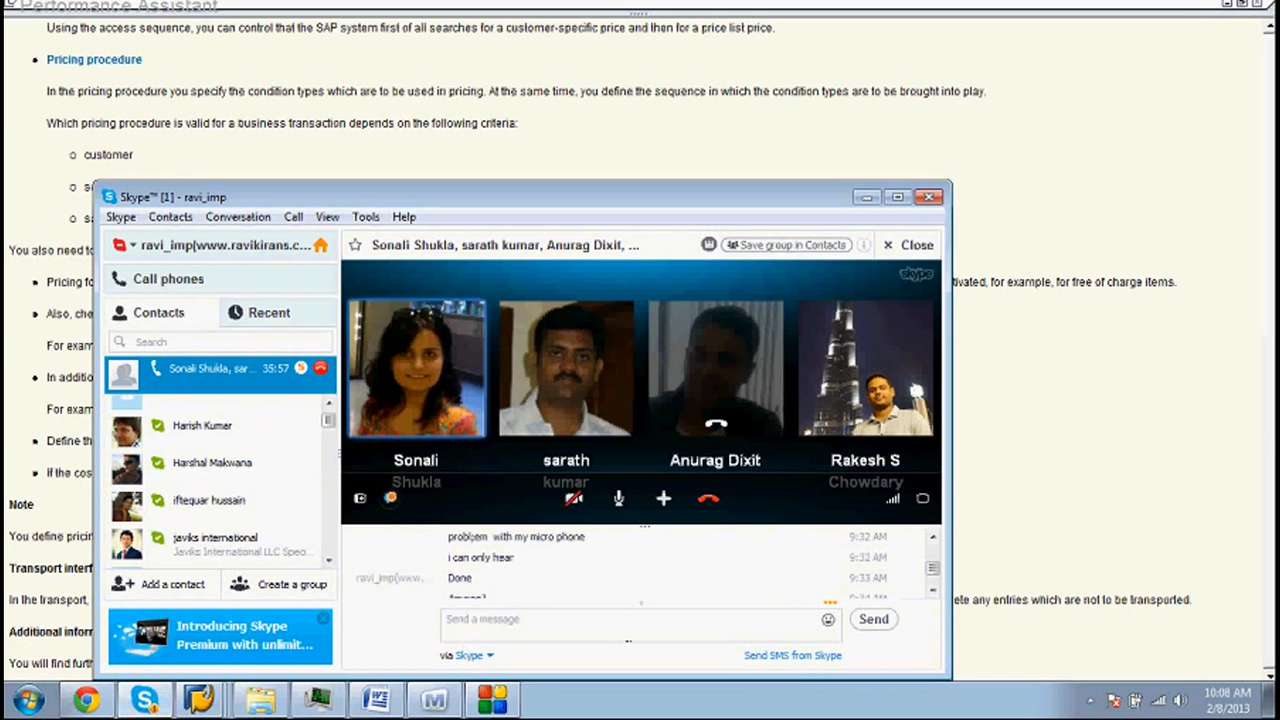 Performance Assistant
Using the access sequence, you can control that the SAP system first of all searches for a customer-specific price and then for a price list price.
Pricing procedure
In the pricing procedure you specify the condition types which are to be used in pricing. At the same time, you define the sequence in which the condition types are to be brought into play.
Which pricing procedure is valid for a business transaction depends on the following criteria:
customer
sa
sa
You also need to
Pricing fo
tivated, for example, for free of charge items.
Also, che
For exam
In additio
For exam
Define th
If the cos
Note
You define pricin
Transport interf
In the transport,
ete any entries which are not to be transported.
Additional inforr
You will find furt
Skype™ [1] - ravi_imp
Skype Contacts Conversation Call View Tools Help
ravi_imp[www.ravikirans.c...
Call phones
Contacts Recent
Search
Sonali Shukla, sar... 35:57
Harish Kumar
Harshal Makwana
iftequar hussain
javiks international
Javiks International LLC Speo...
Add a contact Create a group
Introducing Skype
Premium with unlimit...
Sonali Shukla, sarath kumar, Anurag Dixit, ... Save group in Contacts Close
skype
Sonali Shukla
sarath kumar
Anurag Dixit
Rakesh S Chowdary
problem with my micro phone 9:32 AM
i can only hear 9:32 AM
ravi_imp[www.... Done 9:33 AM
Send a message Send
via Skype Send SMS from Skype
10:08 AM
2/8/2013